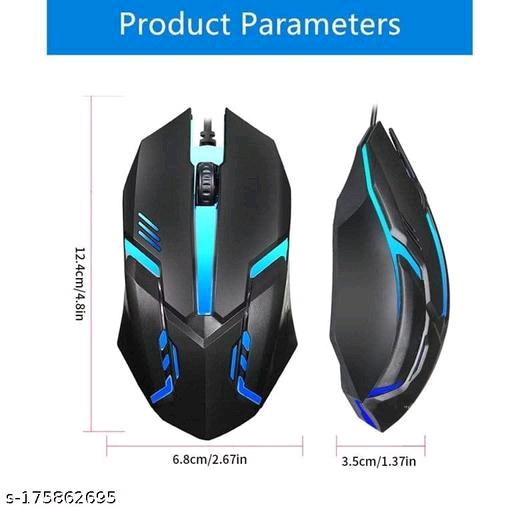 Product Parameters
12.4cm/4.8in
6.8cm/2.67in
3.5cm/1.37in
s-175862695